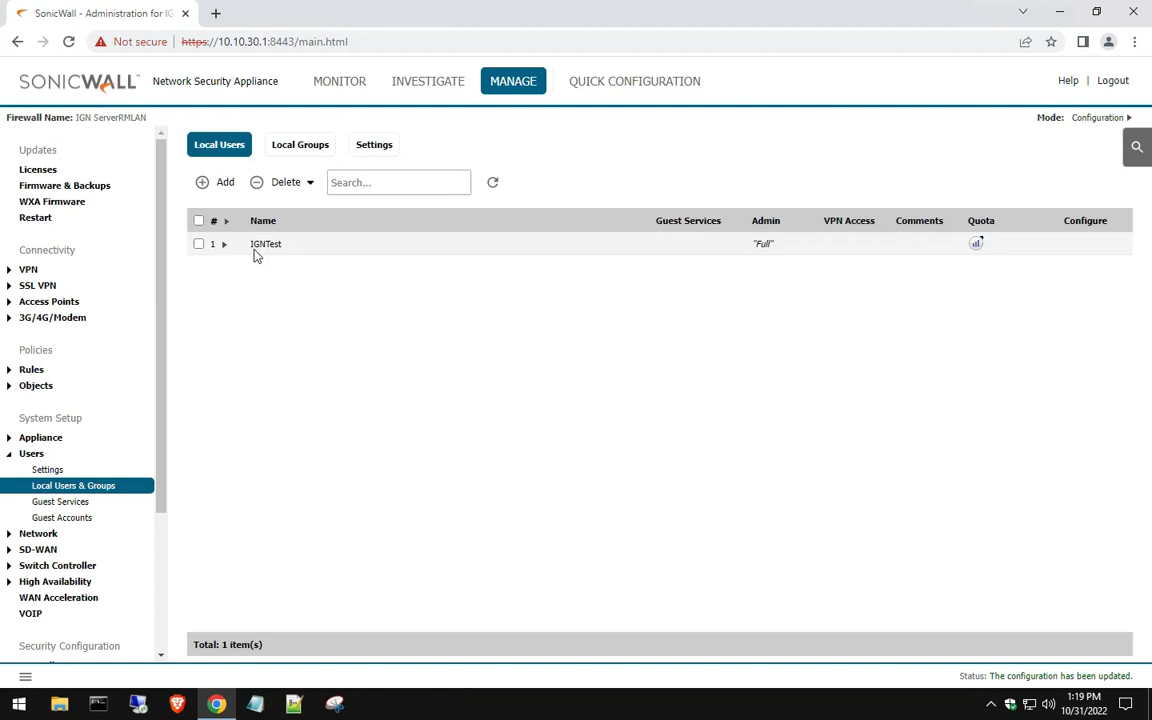 SonicWall - Administration for IG
Not secure https://10.10.30.1:8443/main.html
SONICWALL Network Security Appliance MONITOR INVESTIGATE MANAGE QUICK CONFIGURATION Help | Logout
Firewall Name: IGN ServerRMLAN Mode: Configuration
Updates
Licenses
Firmware & Backups
WXA Firmware
Restart
Connectivity
VPN
SSL VPN
Access Points
3G/4G/Modem
Policies
Rules
Objects
System Setup
Appliance
Users
Settings
Local Users & Groups
Guest Services
Guest Accounts
Network
SD-WAN
Switch Controller
High Availability
WAN Acceleration
VOIP
Security Configuration
Local Users Local Groups Settings
Add Delete Search...
# Name Guest Services Admin VPN Access Comments Quota Configure
1 IGNTest "Full"
Total: 1 item(s)
Status: The configuration has been updated.
1:19 PM
10/31/2022